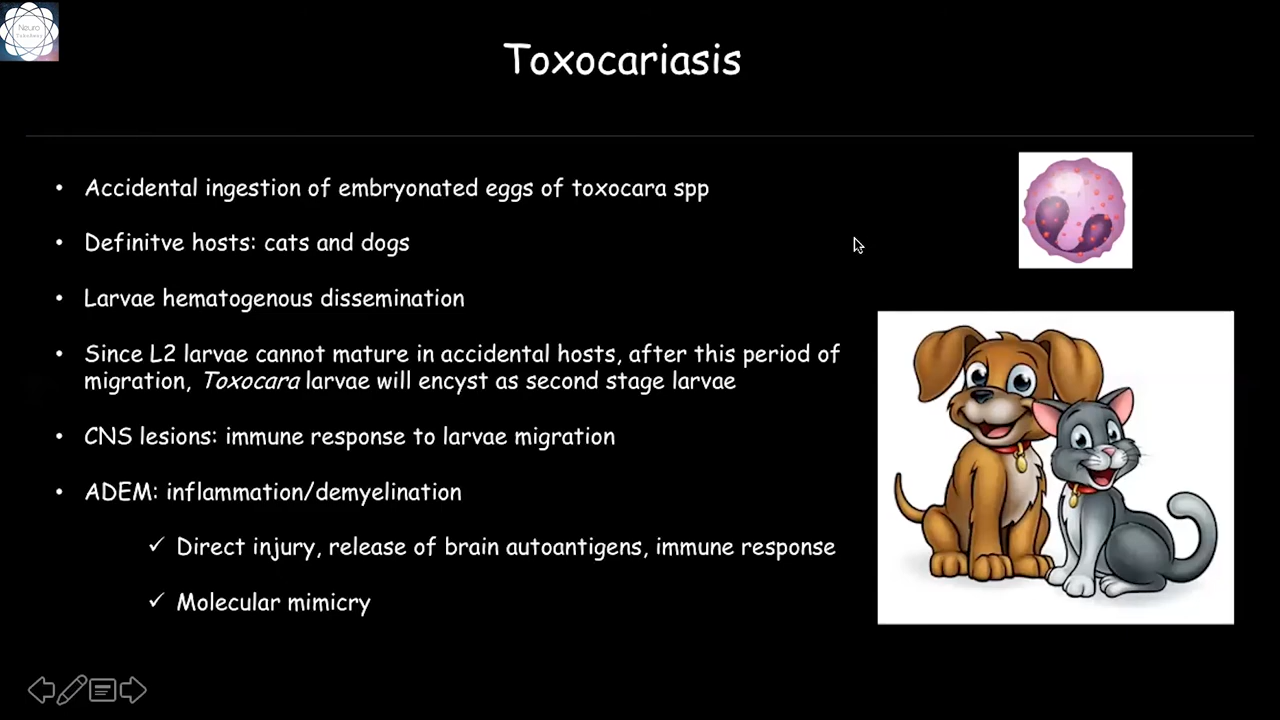 Neuro
Toxocariasis
• Accidental ingestion of embryonated eggs of toxocara spp
• Definitve hosts: cats and dogs
• Larvae hematogenous dissemination
• Since L2 larvae cannot mature in accidental hosts, after this period of
migration, Toxocara larvae will encyst as second stage larvae
• CNS lesions: immune response to larvae migration
• ADEM: inflammation/demyelination
✓ Direct injury, release of brain autoantigens, immune response
✓ Molecular mimicry